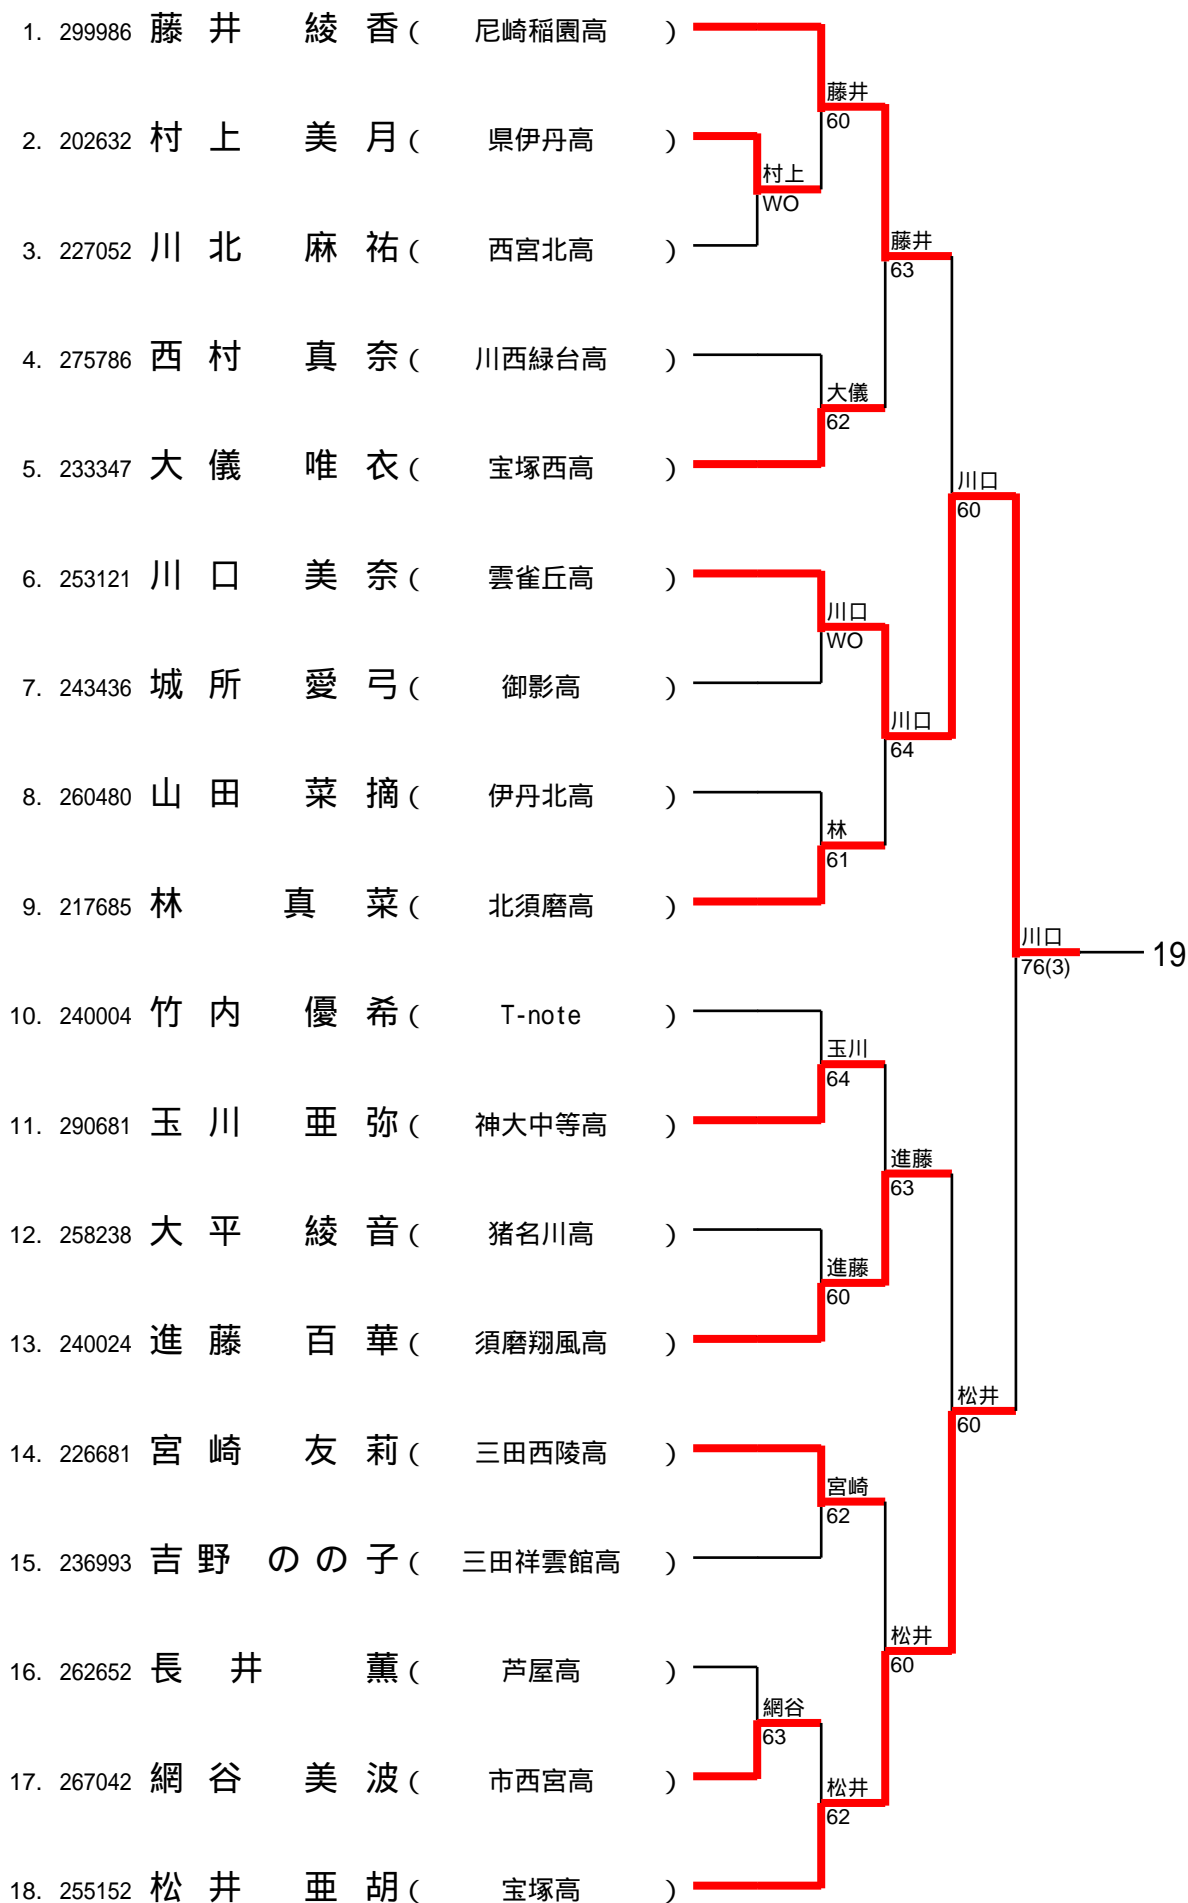 1. 299986 藤井 綾香 ( 尼崎稲園高 )
藤井
60
2. 202632 村上 美月 ( 県伊丹高 )
村上
WO
3. 227052 川北 麻祐 ( 西宮北高 )
藤井
63
4. 275786 西村 真奈 ( 川西緑台高 )
大儀
62
5. 233347 大儀 唯衣 ( 宝塚西高 )
川口
60
6. 253121 川口 美奈 ( 雲雀丘高 )
川口
WO
7. 243436 城所 愛弓 ( 御影高 )
川口
64
8. 260480 山田 菜摘 ( 伊丹北高 )
林
61
9. 217685 林 真菜 ( 北須磨高 )
川口
76(3)
19
10. 240004 竹内 優希 ( T-note )
玉川
64
11. 290681 玉川 亜弥 ( 神大中等高 )
進藤
63
12. 258238 大平 綾音 ( 猪名川高 )
進藤
60
13. 240024 進藤 百華 ( 須磨翔風高 )
松井
60
14. 226681 宮崎 友莉 ( 三田西陵高 )
宮崎
62
15. 236993 吉野 のの子 ( 三田祥雲館高 )
松井
60
16. 262652 長井 薫 ( 芦屋高 )
網谷
63
17. 267042 網谷 美波 ( 市西宮高 )
松井
62
18. 255152 松井 亜胡 ( 宝塚高 )